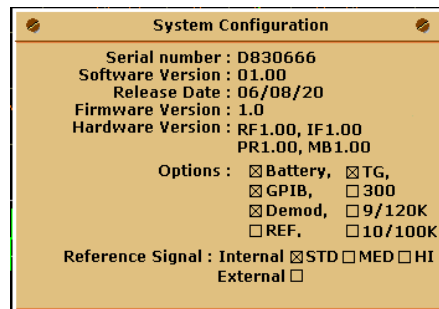 System Configuration
Serial number : D830666
Software Version : 01.00
Release Date : 06/08/20
Firmware Version : 1.0
Hardware Version : RF1.00, IF1.00
PR1.00, MB1.00
Options : ☒Battery, ☒TG,
☒GPIB, ☐300
☒Demod, ☐9/120K
☐REF, ☐10/100K
Reference Signal : Internal ☒STD☐MED☐HI
External☐